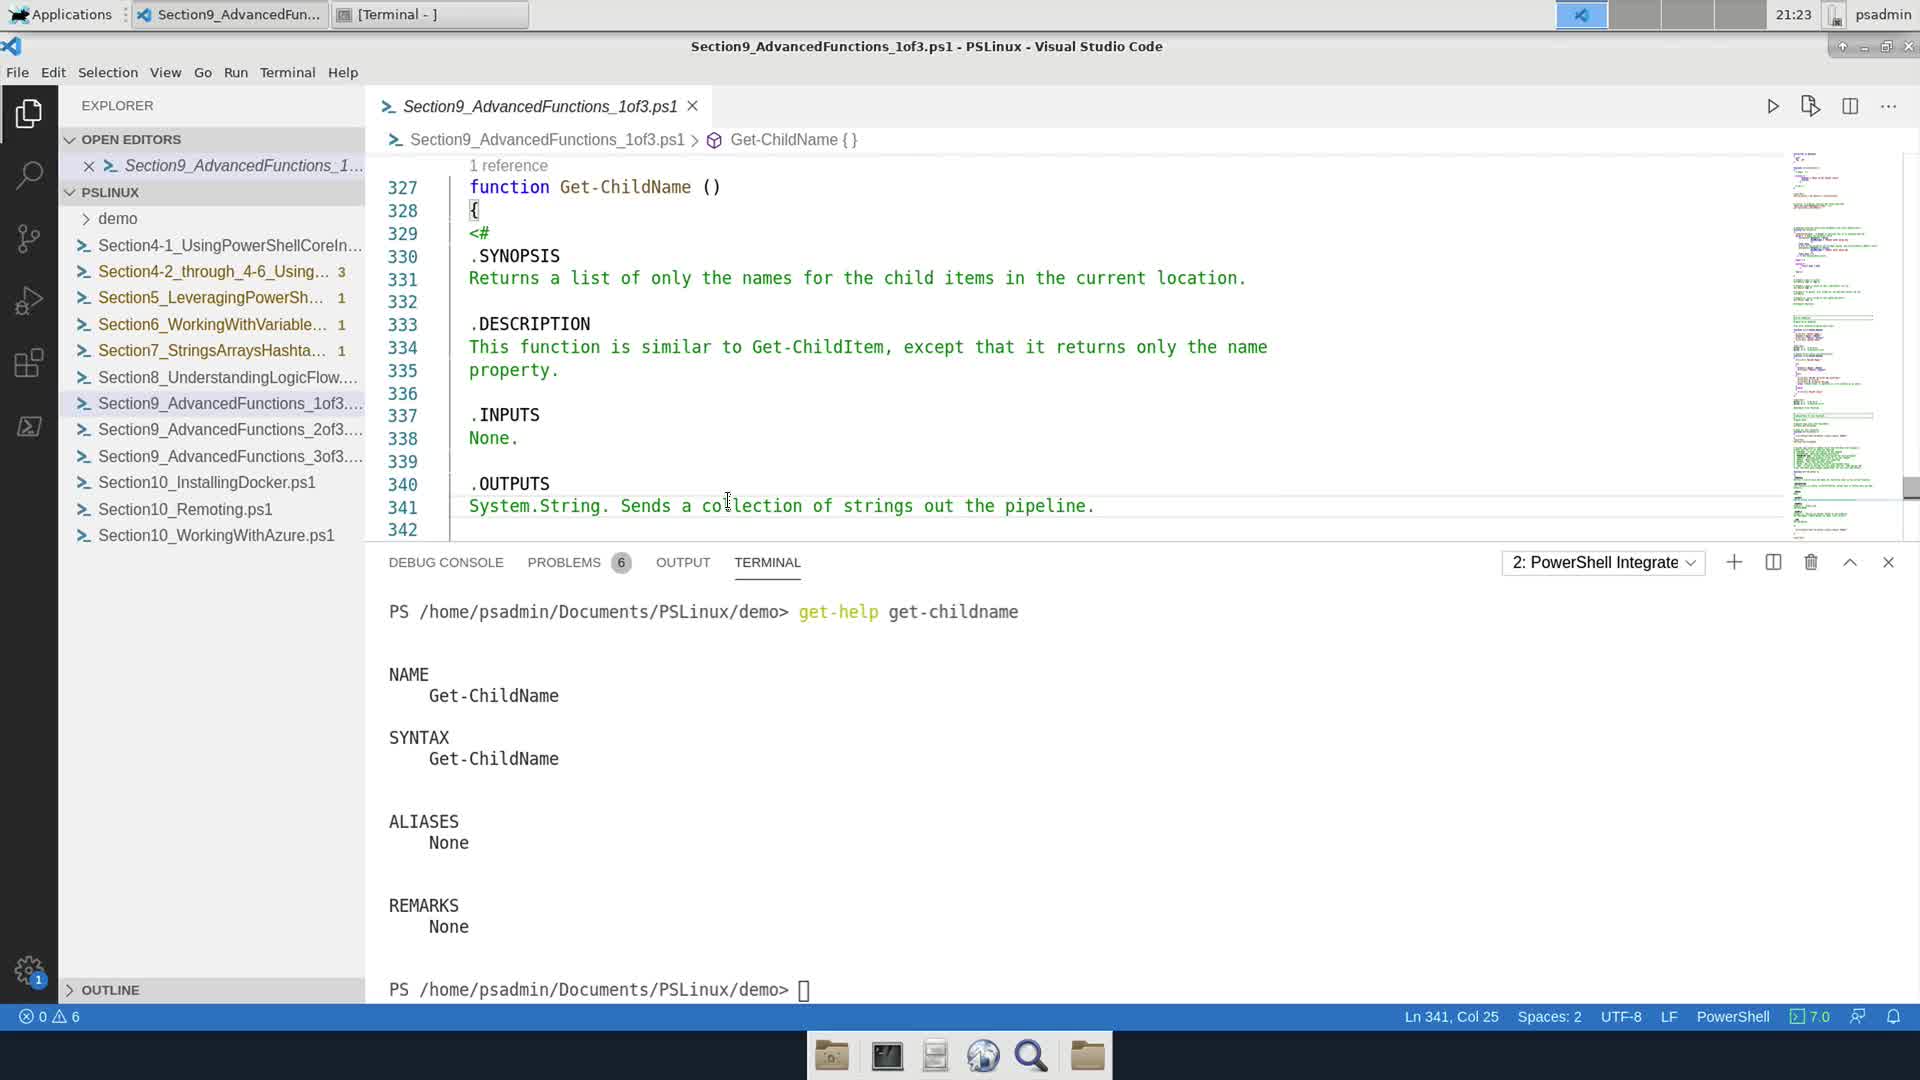 Applications
Section9_AdvancedFun...
[Terminal - ]
21:23
psadmin
Section9_AdvancedFunctions_1of3.ps1 - PSLinux - Visual Studio Code
File Edit Selection View Go Run Terminal Help
EXPLORER
OPEN EDITORS
Section9_AdvancedFunctions_1...
PSLINUX
demo
Section4-1_UsingPowerShellCoreIn...
Section4-2_through_4-6_Using... 3
Section5_LeveragingPowerSh... 1
Section6_WorkingWithVariable... 1
Section7_StringsArraysHashta... 1
Section8_UnderstandingLogicFlow....
Section9_AdvancedFunctions_1of3....
Section9_AdvancedFunctions_2of3....
Section9_AdvancedFunctions_3of3....
Section10_InstallingDocker.ps1
Section10_Remoting.ps1
Section10_WorkingWithAzure.ps1
1
OUTLINE
Section9_AdvancedFunctions_1of3.ps1
Section9_AdvancedFunctions_1of3.ps1 > Get-ChildName { }
1 reference
327 function Get-ChildName ()
328 {
329 <#
330 .SYNOPSIS
331 Returns a list of only the names for the child items in the current location.
332
333 .DESCRIPTION
334 This function is similar to Get-ChildItem, except that it returns only the name
335 property.
336
337 .INPUTS
338 None.
339
340 .OUTPUTS
341 System.String. Sends a collection of strings out the pipeline.
342
DEBUG CONSOLE PROBLEMS 6 OUTPUT TERMINAL
2: PowerShell Integrate
PS /home/psadmin/Documents/PSLinux/demo> get-help get-childname
NAME
Get-ChildName
SYNTAX
Get-ChildName
ALIASES
None
REMARKS
None
PS /home/psadmin/Documents/PSLinux/demo>
0 6
Ln 341, Col 25 Spaces: 2 UTF-8 LF PowerShell 7.0